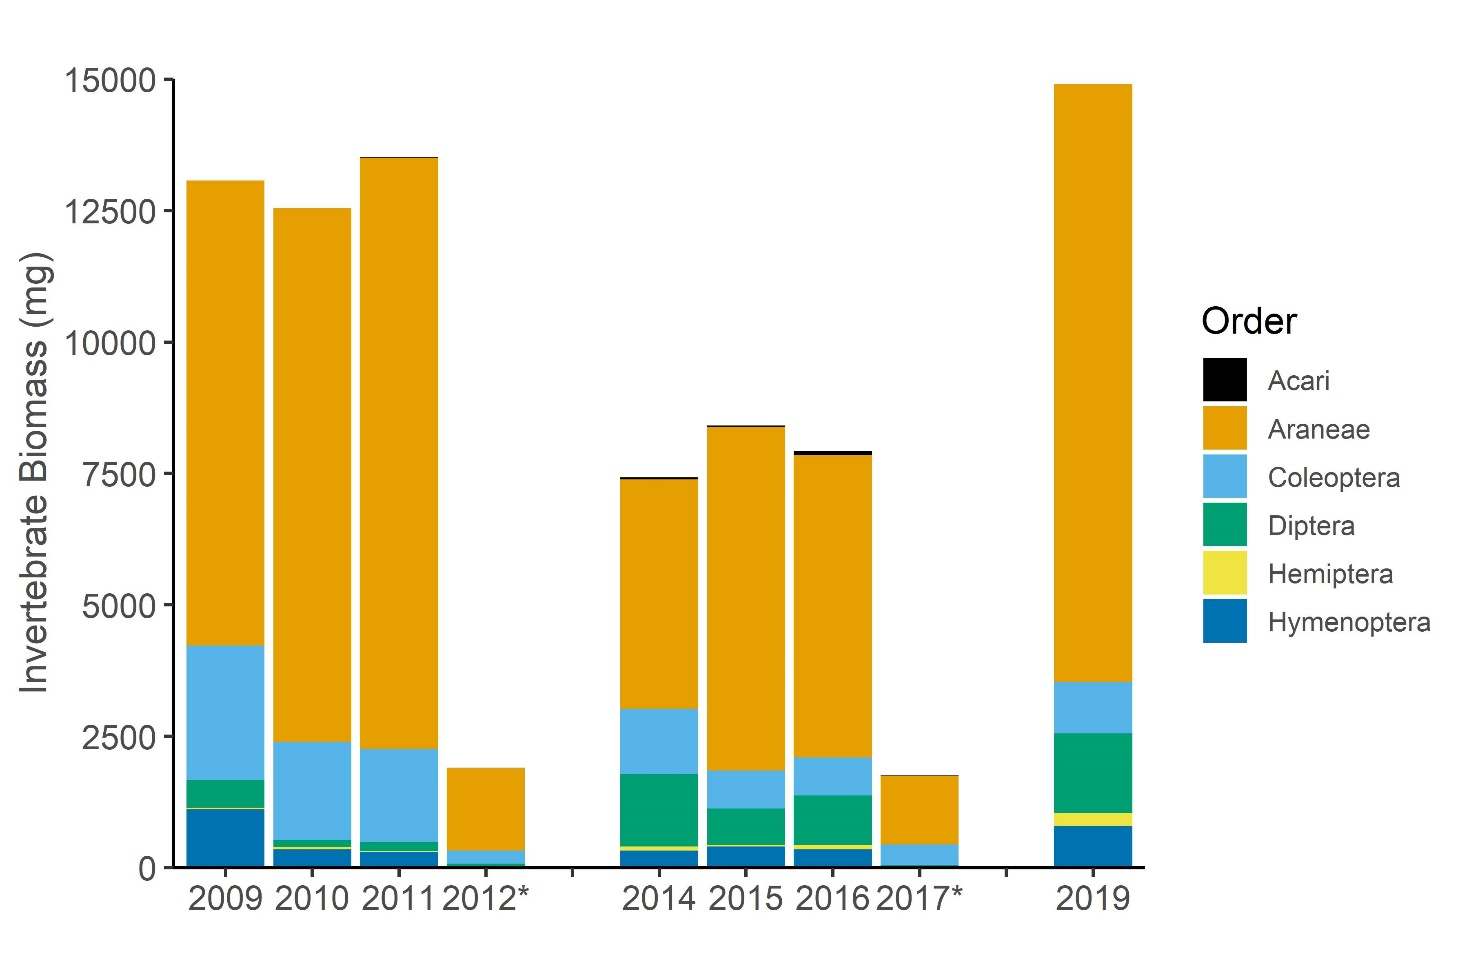 15000
12500
10000
7500
5000
2500
0
Invertebrate Biomass (mg)
2009 2010 2011 2012* 2014 2015 2016 2017* 2019
Order
Acari
Araneae
Coleoptera
Diptera
Hemiptera
Hymenoptera